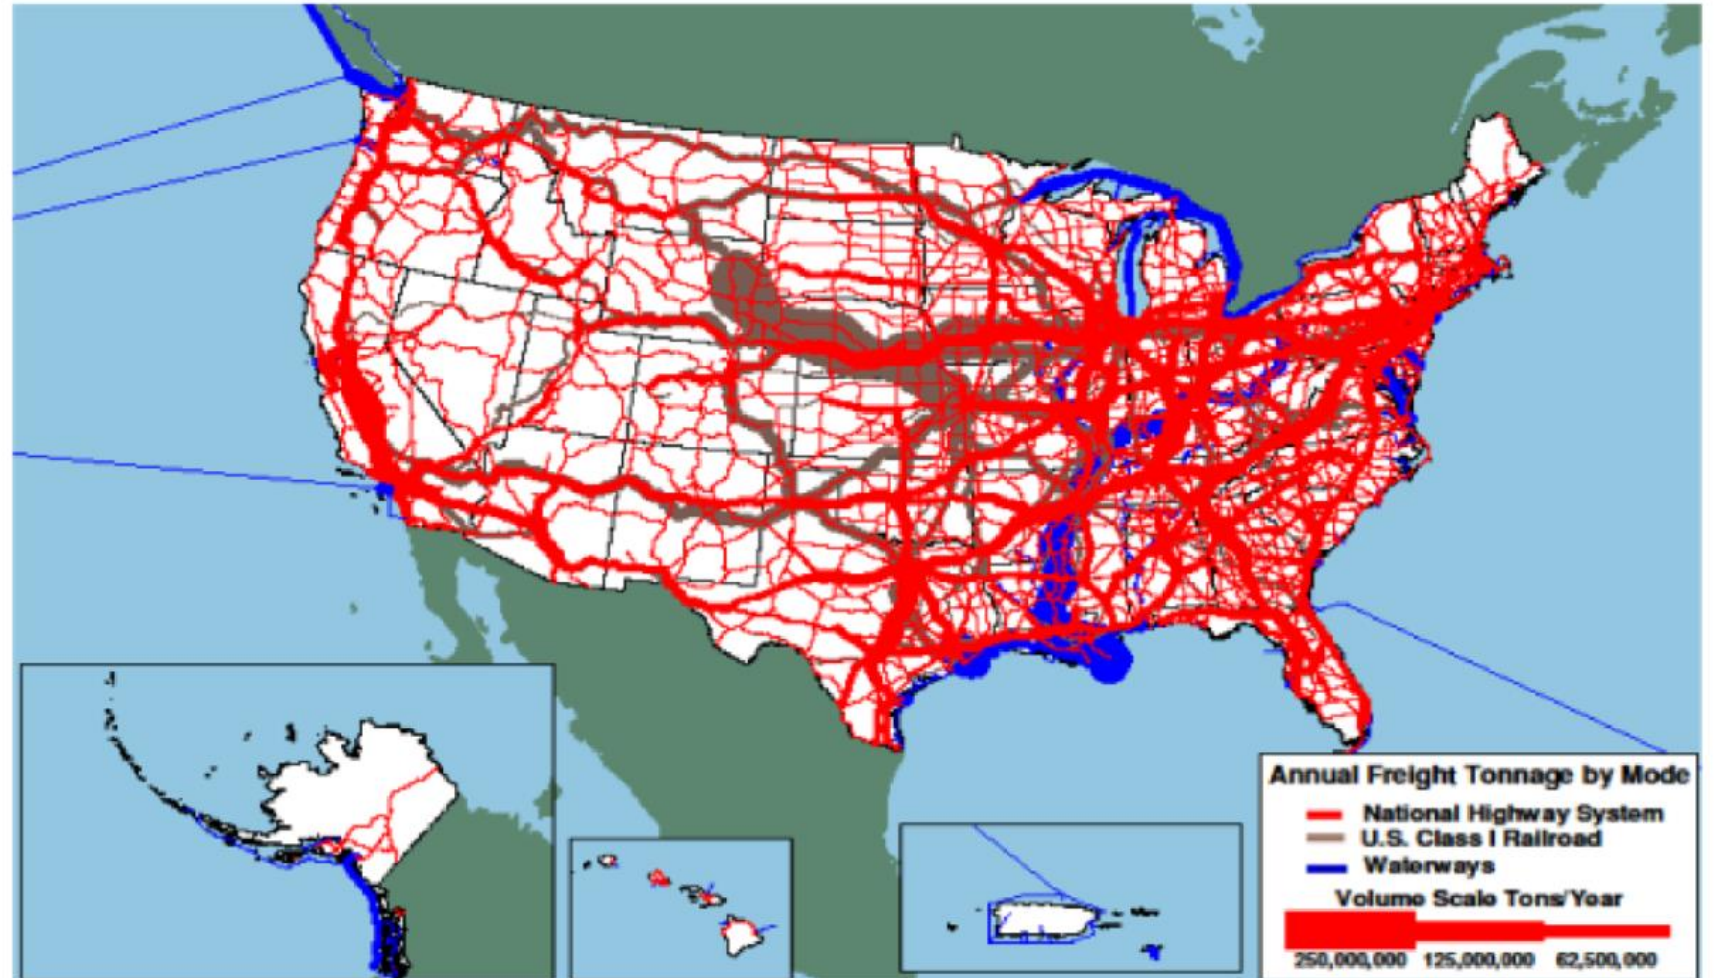 Annual Freight Tonnage by Mode
National Highway System
U.S. Class I Railroad
Waterways
Volume Scale Tons/Year
250,000,000 125,000,000 62,500,000